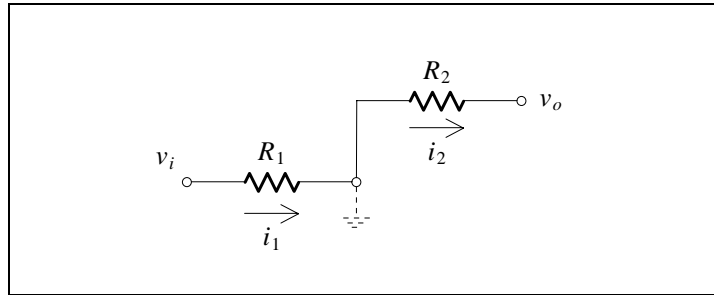 R₂
vₒ
i₂
vᵢ
R₁
i₁